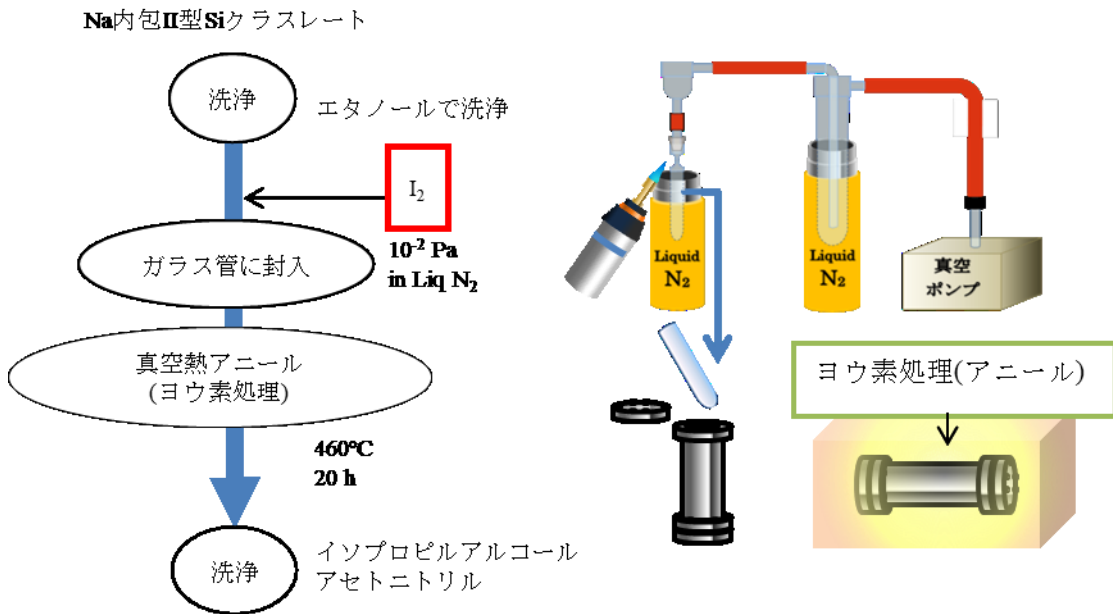 Na内包II型Siクラスレート
洗浄
エタノールで洗浄
I₂
ガラス管に封入
10⁻² Pa
in Liq N₂
真空熱アニール
(ヨウ素処理)
460°C
20 h
洗浄
イソプロピルアルコール
アセトニトリル
Liquid
N₂
Liquid
N₂
真空
ポンプ
ヨウ素処理(アニール)